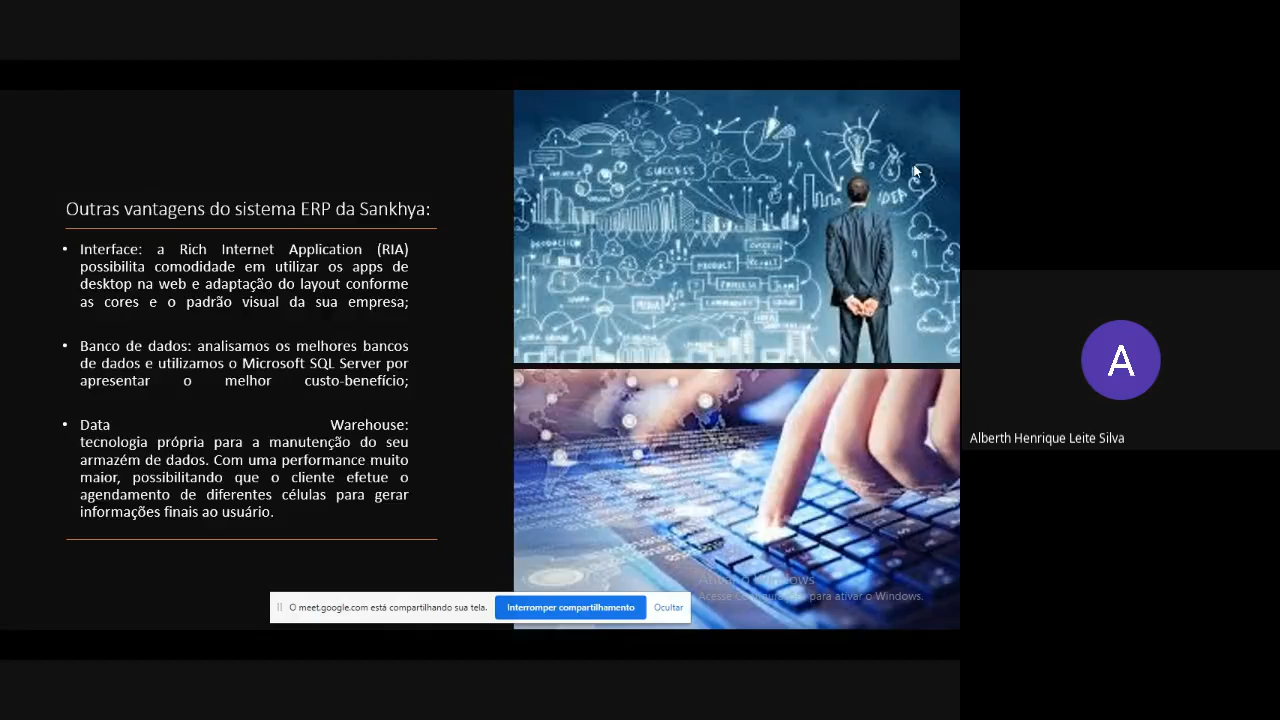 Outras vantagens do sistema ERP da Sankhya:
• Interface: a Rich Internet Application (RIA)
possibilita comodidade em utilizar os apps de
desktop na web e adaptação do layout conforme
as cores e o padrão visual da sua empresa;
• Banco de dados: analisamos os melhores bancos
de dados e utilizamos o Microsoft SQL Server por
apresentar o melhor custo-benefício;
• Data Warehouse:
tecnologia própria para a manutenção do seu
armazém de dados. Com uma performance muito
maior, possibilitando que o cliente efetue o
agendamento de diferentes células para gerar
informações finais ao usuário.
SUCCESS
IDEA
PRODUCT
Ativar o Windows
Acesse Configurações para ativar o Windows.
O meet.google.com está compartilhando sua tela.
Interromper compartilhamento
Ocultar
A
Alberth Henrique Leite Silva